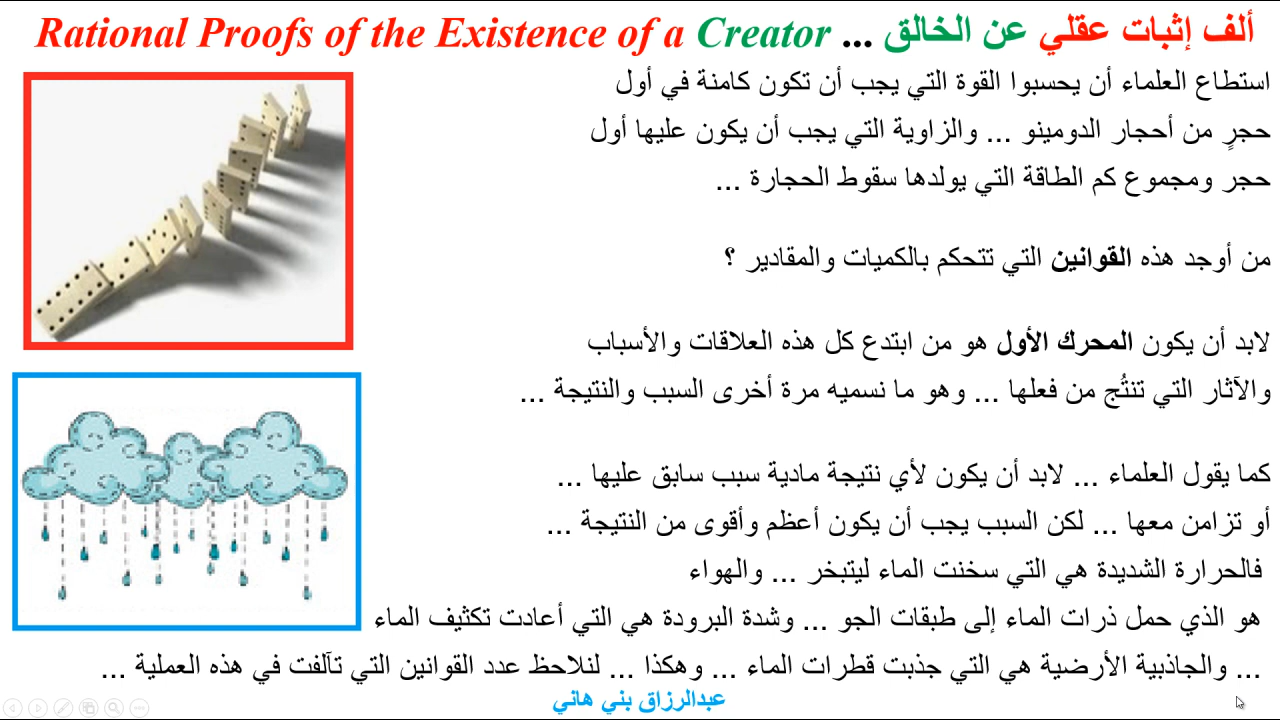 ألف إثبات عقلي عن الخالق ... Rational Proofs of the Existence of a Creator
استطاع العلماء أن يحسبوا القوة التي يجب أن تكون كامنة في أول
حجرٍ من أحجار الدومينو ... والزاوية التي يجب أن يكون عليها أول
حجر ومجموع كم الطاقة التي يولدها سقوط الحجارة ...
من أوجد هذه القوانين التي تتحكم بالكميات والمقادير ؟
لابد أن يكون المحرك الأول هو من ابتدع كل هذه العلاقات والأسباب
والآثار التي تنتُج من فعلها ... وهو ما نسميه مرة أخرى السبب والنتيجة ...
كما يقول العلماء ... لابد أن يكون لأي نتيجة مادية سبب سابق عليها ...
أو تزامن معها ... لكن السبب يجب أن يكون أعظم وأقوى من النتيجة ...
فالحرارة الشديدة هي التي سخنت الماء ليتبخر ... والهواء
هو الذي حمل ذرات الماء إلى طبقات الجو ... وشدة البرودة هي التي أعادت تكثيف الماء
... والجاذبية الأرضية هي التي جذبت قطرات الماء ... وهكذا ... لنلاحظ عدد القوانين التي تآلفت في هذه العملية ...
عبدالرزاق بني هاني